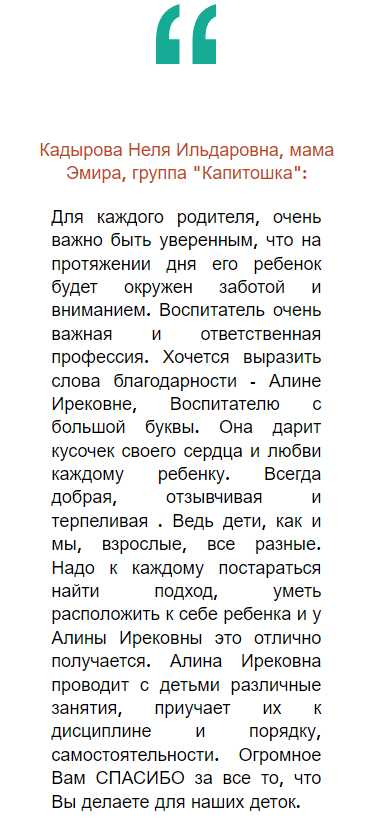 “
Кадырова Неля Ильдаровна, мама
Эмира, группа "Капитошка":
Для каждого родителя, очень
важно быть уверенным, что на
протяжении дня его ребенок
будет окружен заботой и
вниманием. Воспитатель очень
важная и ответственная
профессия. Хочется выразить
слова благодарности - Алине
Ирековне, Воспитателю с
большой буквы. Она дарит
кусочек своего сердца и любви
каждому ребенку. Всегда
добрая, отзывчивая и
терпеливая . Ведь дети, как и
мы, взрослые, все разные.
Надо к каждому постараться
найти подход, уметь
расположить к себе ребенка и у
Алины Ирековны это отлично
получается. Алина Ирековна
проводит с детьми различные
занятия, приучает их к
дисциплине и порядку,
самостоятельности. Огромное
Вам СПАСИБО за все то, что
Вы делаете для наших деток.